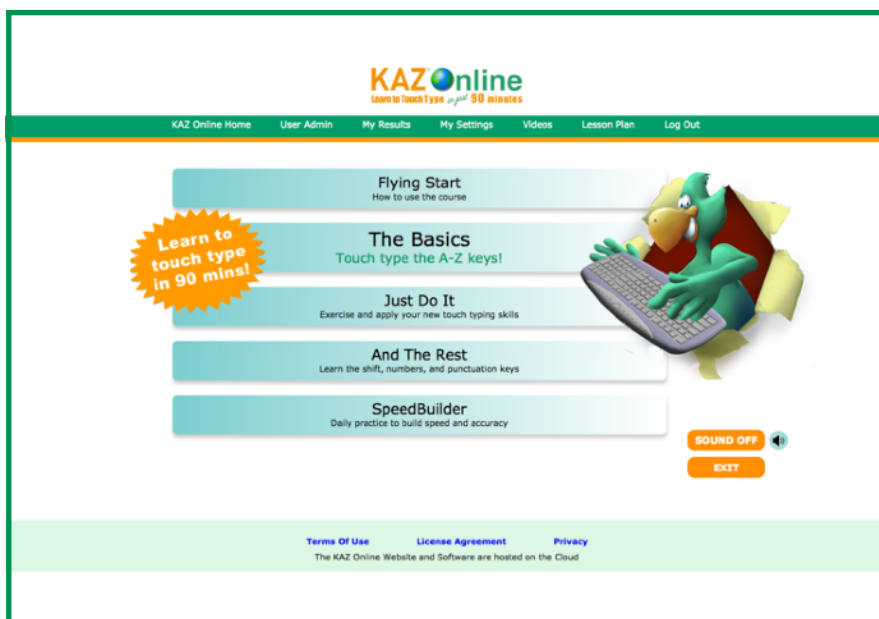 KAZ Online
Learn to Touch Type in just 90 minutes
KAZ Online Home User Admin My Results My Settings Videos Lesson Plan Log Out
Flying Start
How to use the course
Learn to
touch type
in 90 mins!
The Basics
Touch type the A-Z keys!
Just Do It
Exercise and apply your new touch typing skills
And The Rest
Learn the shift, numbers, and punctuation keys
SpeedBuilder
Daily practice to build speed and accuracy
SOUND OFF
EXIT
Terms Of Use License Agreement Privacy
The KAZ Online Website and Software are hosted on the Cloud